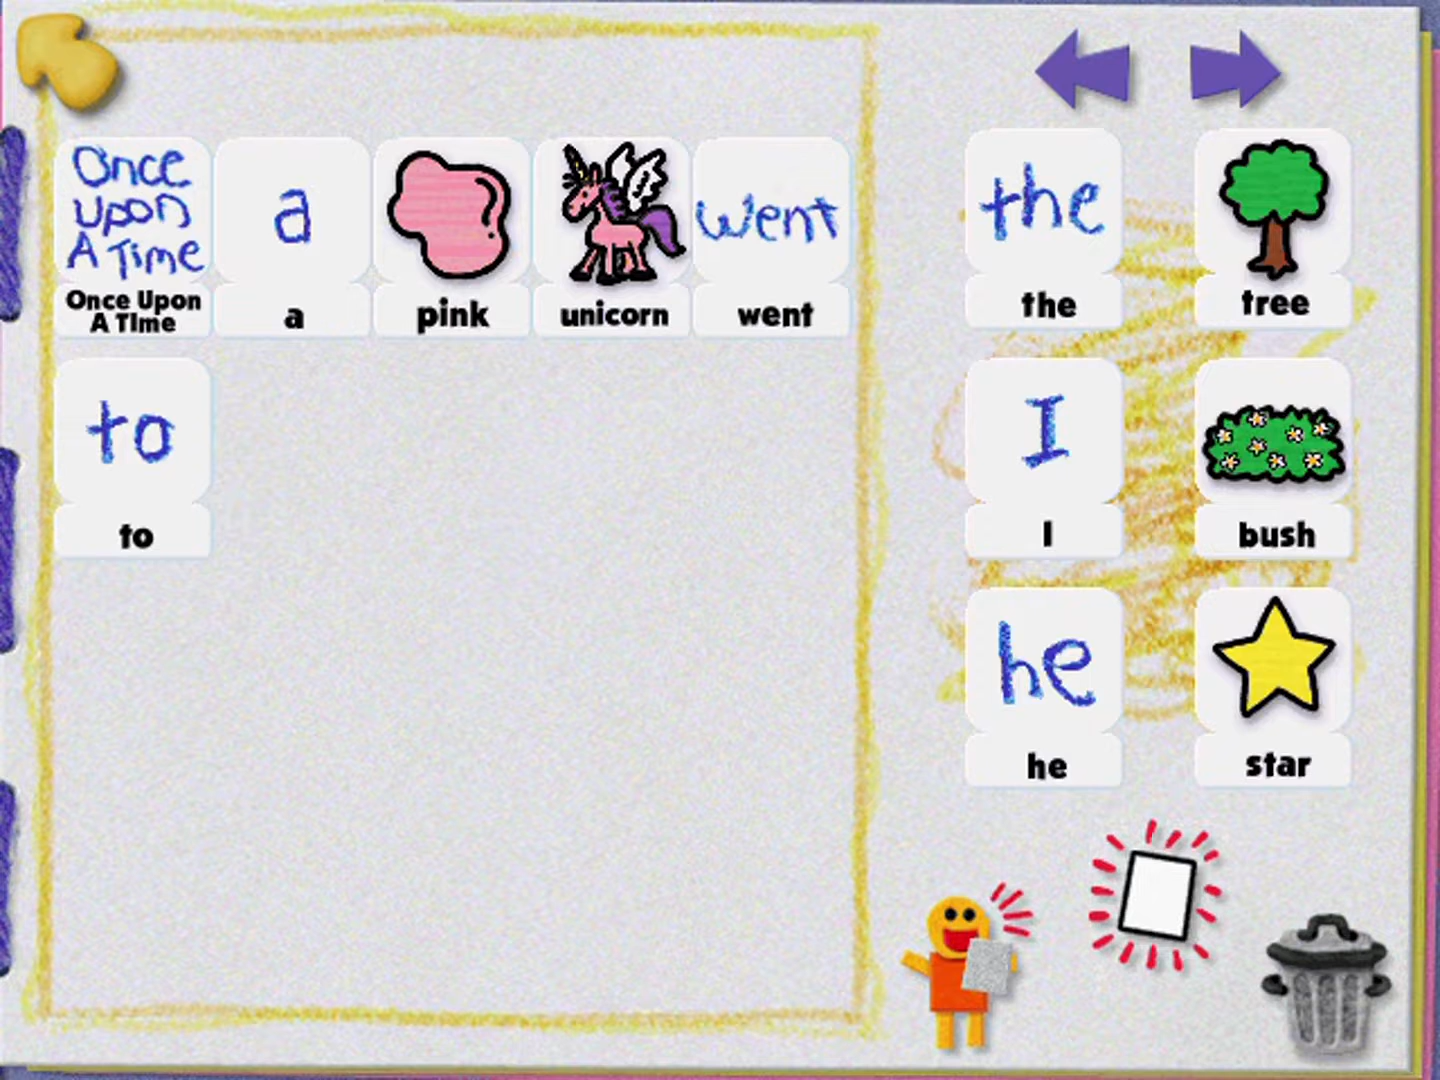 Once
Upon
A Time
a
went
Once Upon
A Time
a
pink
unicorn
went
to
to
the
the
tree
I
I
bush
he
he
star